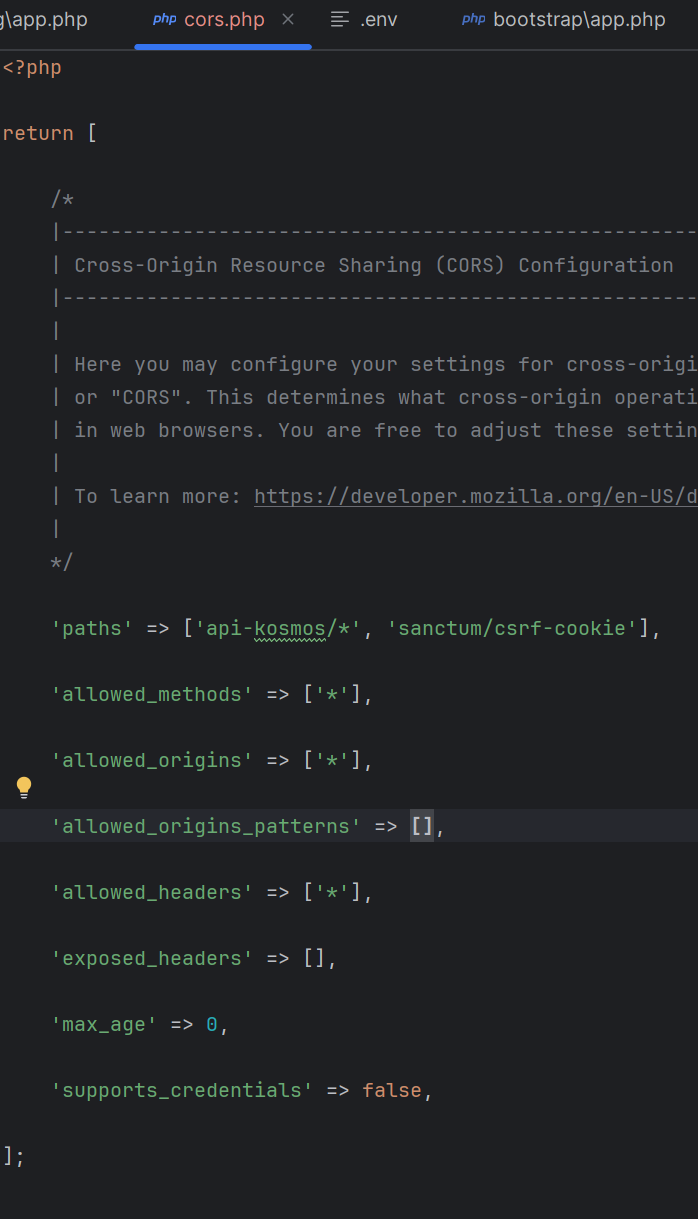 g\app.php php cors.php × .env php bootstrap\app.php
<?php
return [
/*
|-----------------------------------------------------
| Cross-Origin Resource Sharing (CORS) Configuration
|-----------------------------------------------------
|
| Here you may configure your settings for cross-origi
| or "CORS". This determines what cross-origin operati
| in web browsers. You are free to adjust these settin
|
| To learn more: https://developer.mozilla.org/en-US/d
|
*/
'paths' => ['api-kosmos/*', 'sanctum/csrf-cookie'],
'allowed_methods' => ['*'],
'allowed_origins' => ['*'],
'allowed_origins_patterns' => [],
'allowed_headers' => ['*'],
'exposed_headers' => [],
'max_age' => 0,
'supports_credentials' => false,
];